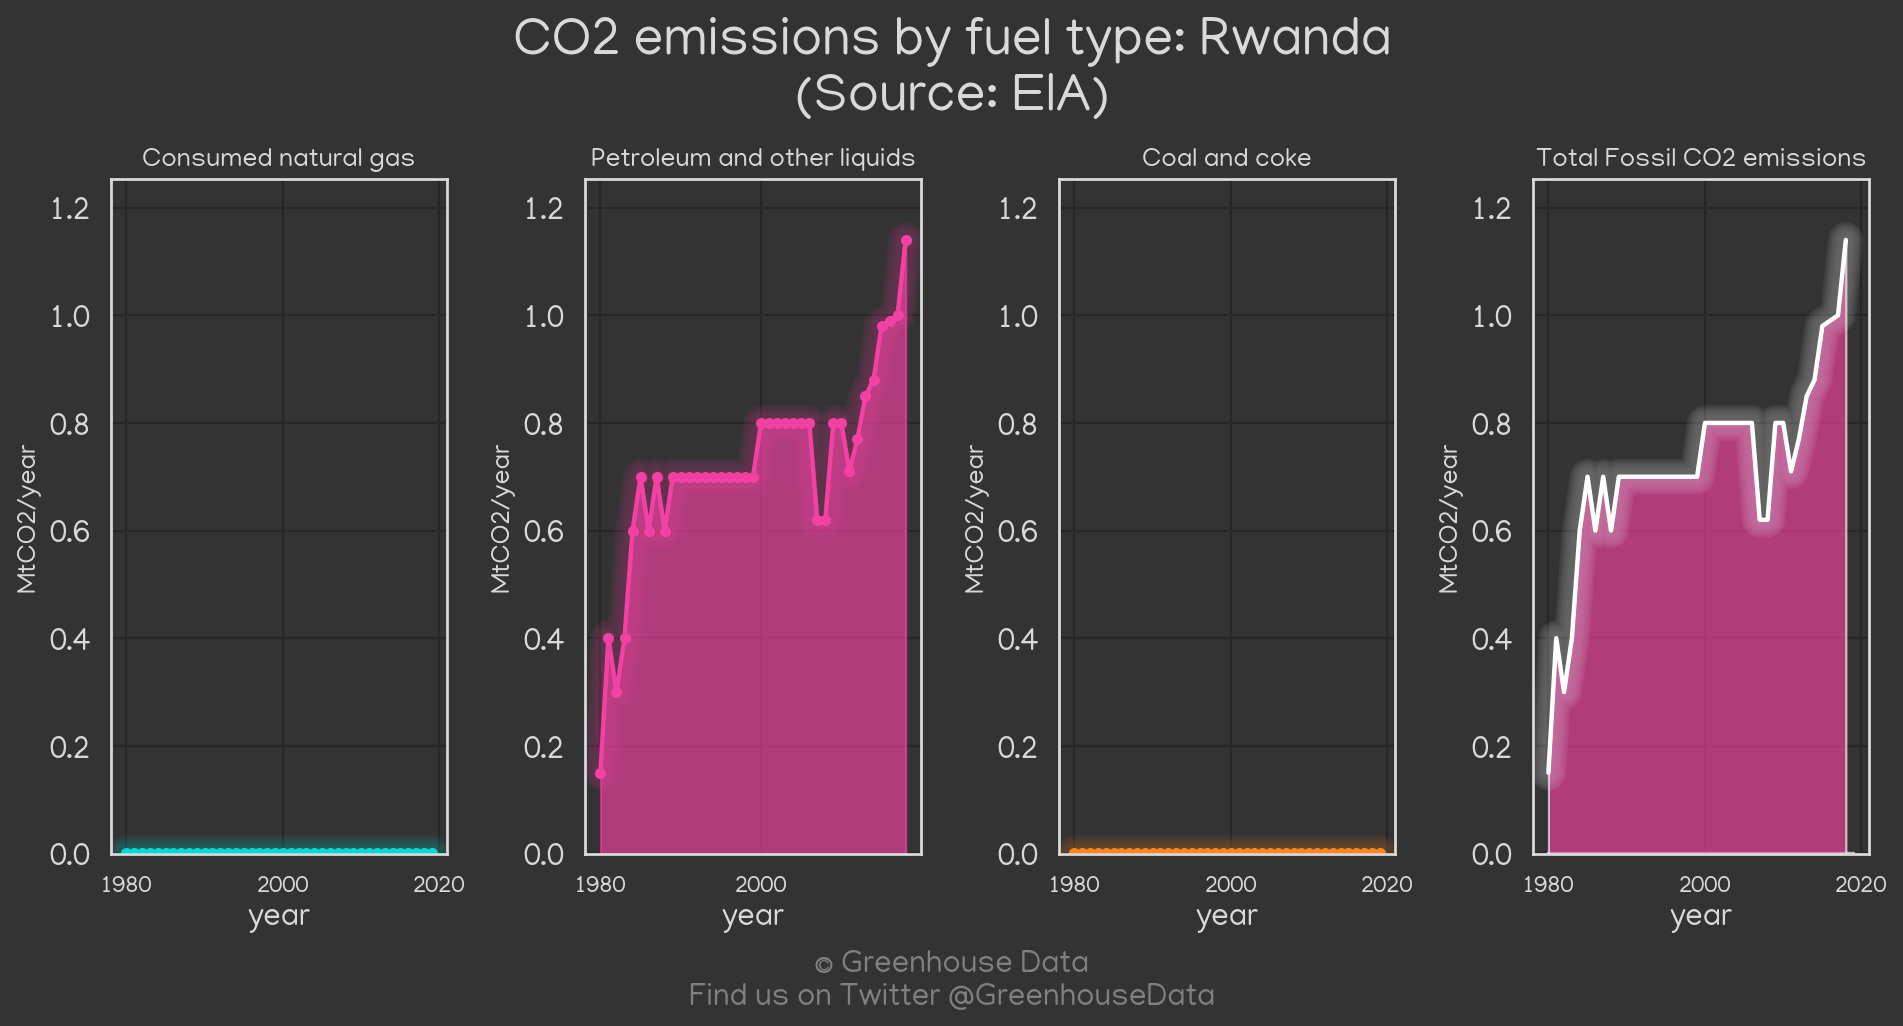 CO2 emissions by fuel type: Rwanda
(Source: EIA)
Consumed natural gas
1.2
1.0
0.8
0.6
0.4
0.2
0.0
MtCO2/year
1980 2000 2020
year
Petroleum and other liquids
1.2
1.0
0.8
0.6
0.4
0.2
0.0
MtCO2/year
1980 2000
year
Coal and coke
1.2
1.0
0.8
0.6
0.4
0.2
0.0
MtCO2/year
1980 2000 2020
year
Total Fossil CO2 emissions
1.2
1.0
0.8
0.6
0.4
0.2
0.0
MtCO2/year
1980 2000 2020
year
© Greenhouse Data
Find us on Twitter @GreenhouseData